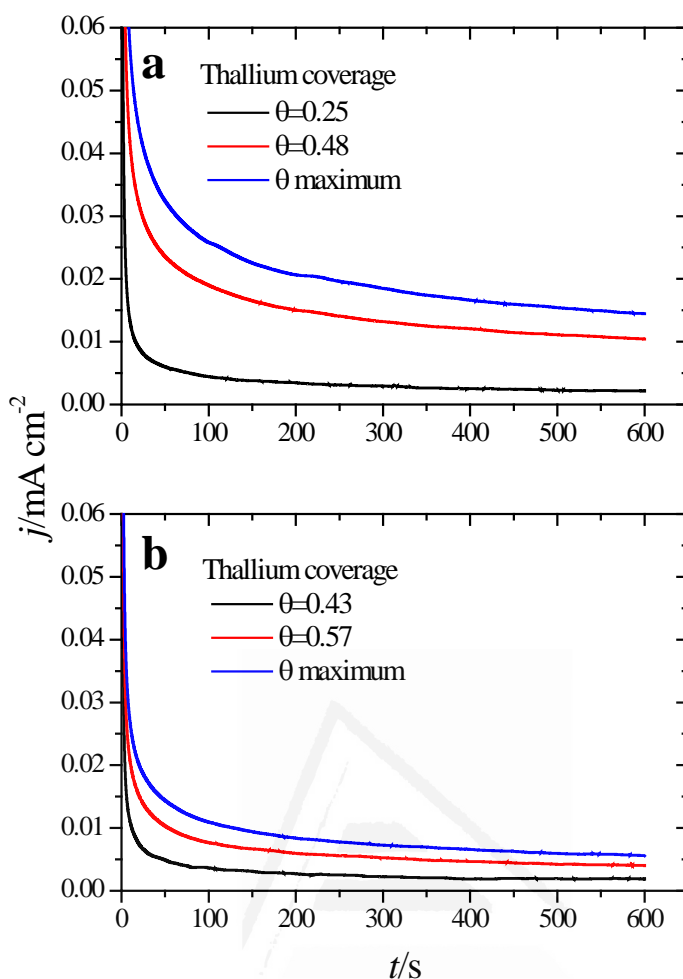 0.06
a
Thallium coverage
θ=0.25
θ=0.48
θ maximum
0.05
0.04
0.03
0.02
0.01
0.00
0 100 200 300 400 500 600
j/mA cm-2
0.06
b
Thallium coverage
θ=0.43
θ=0.57
θ maximum
0.05
0.04
0.03
0.02
0.01
0.00
0 100 200 300 400 500 600
t/s